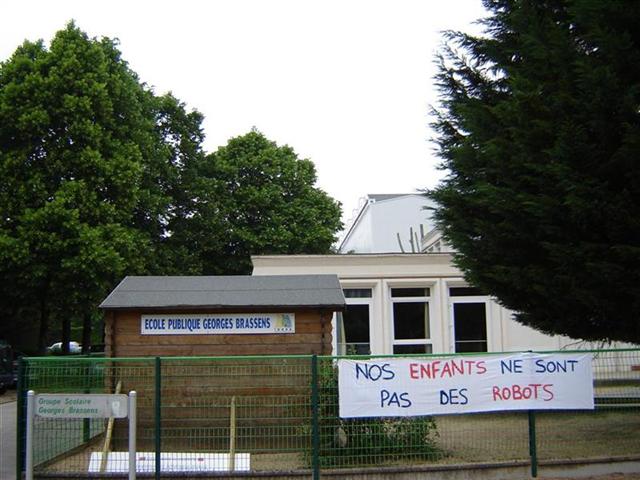 ECOLE PUBLIQUE GEORGES BRASSENS
NOS ENFANTS NE SONT
PAS DES ROBOTS
Groupe Scolaire
Georges Brassens